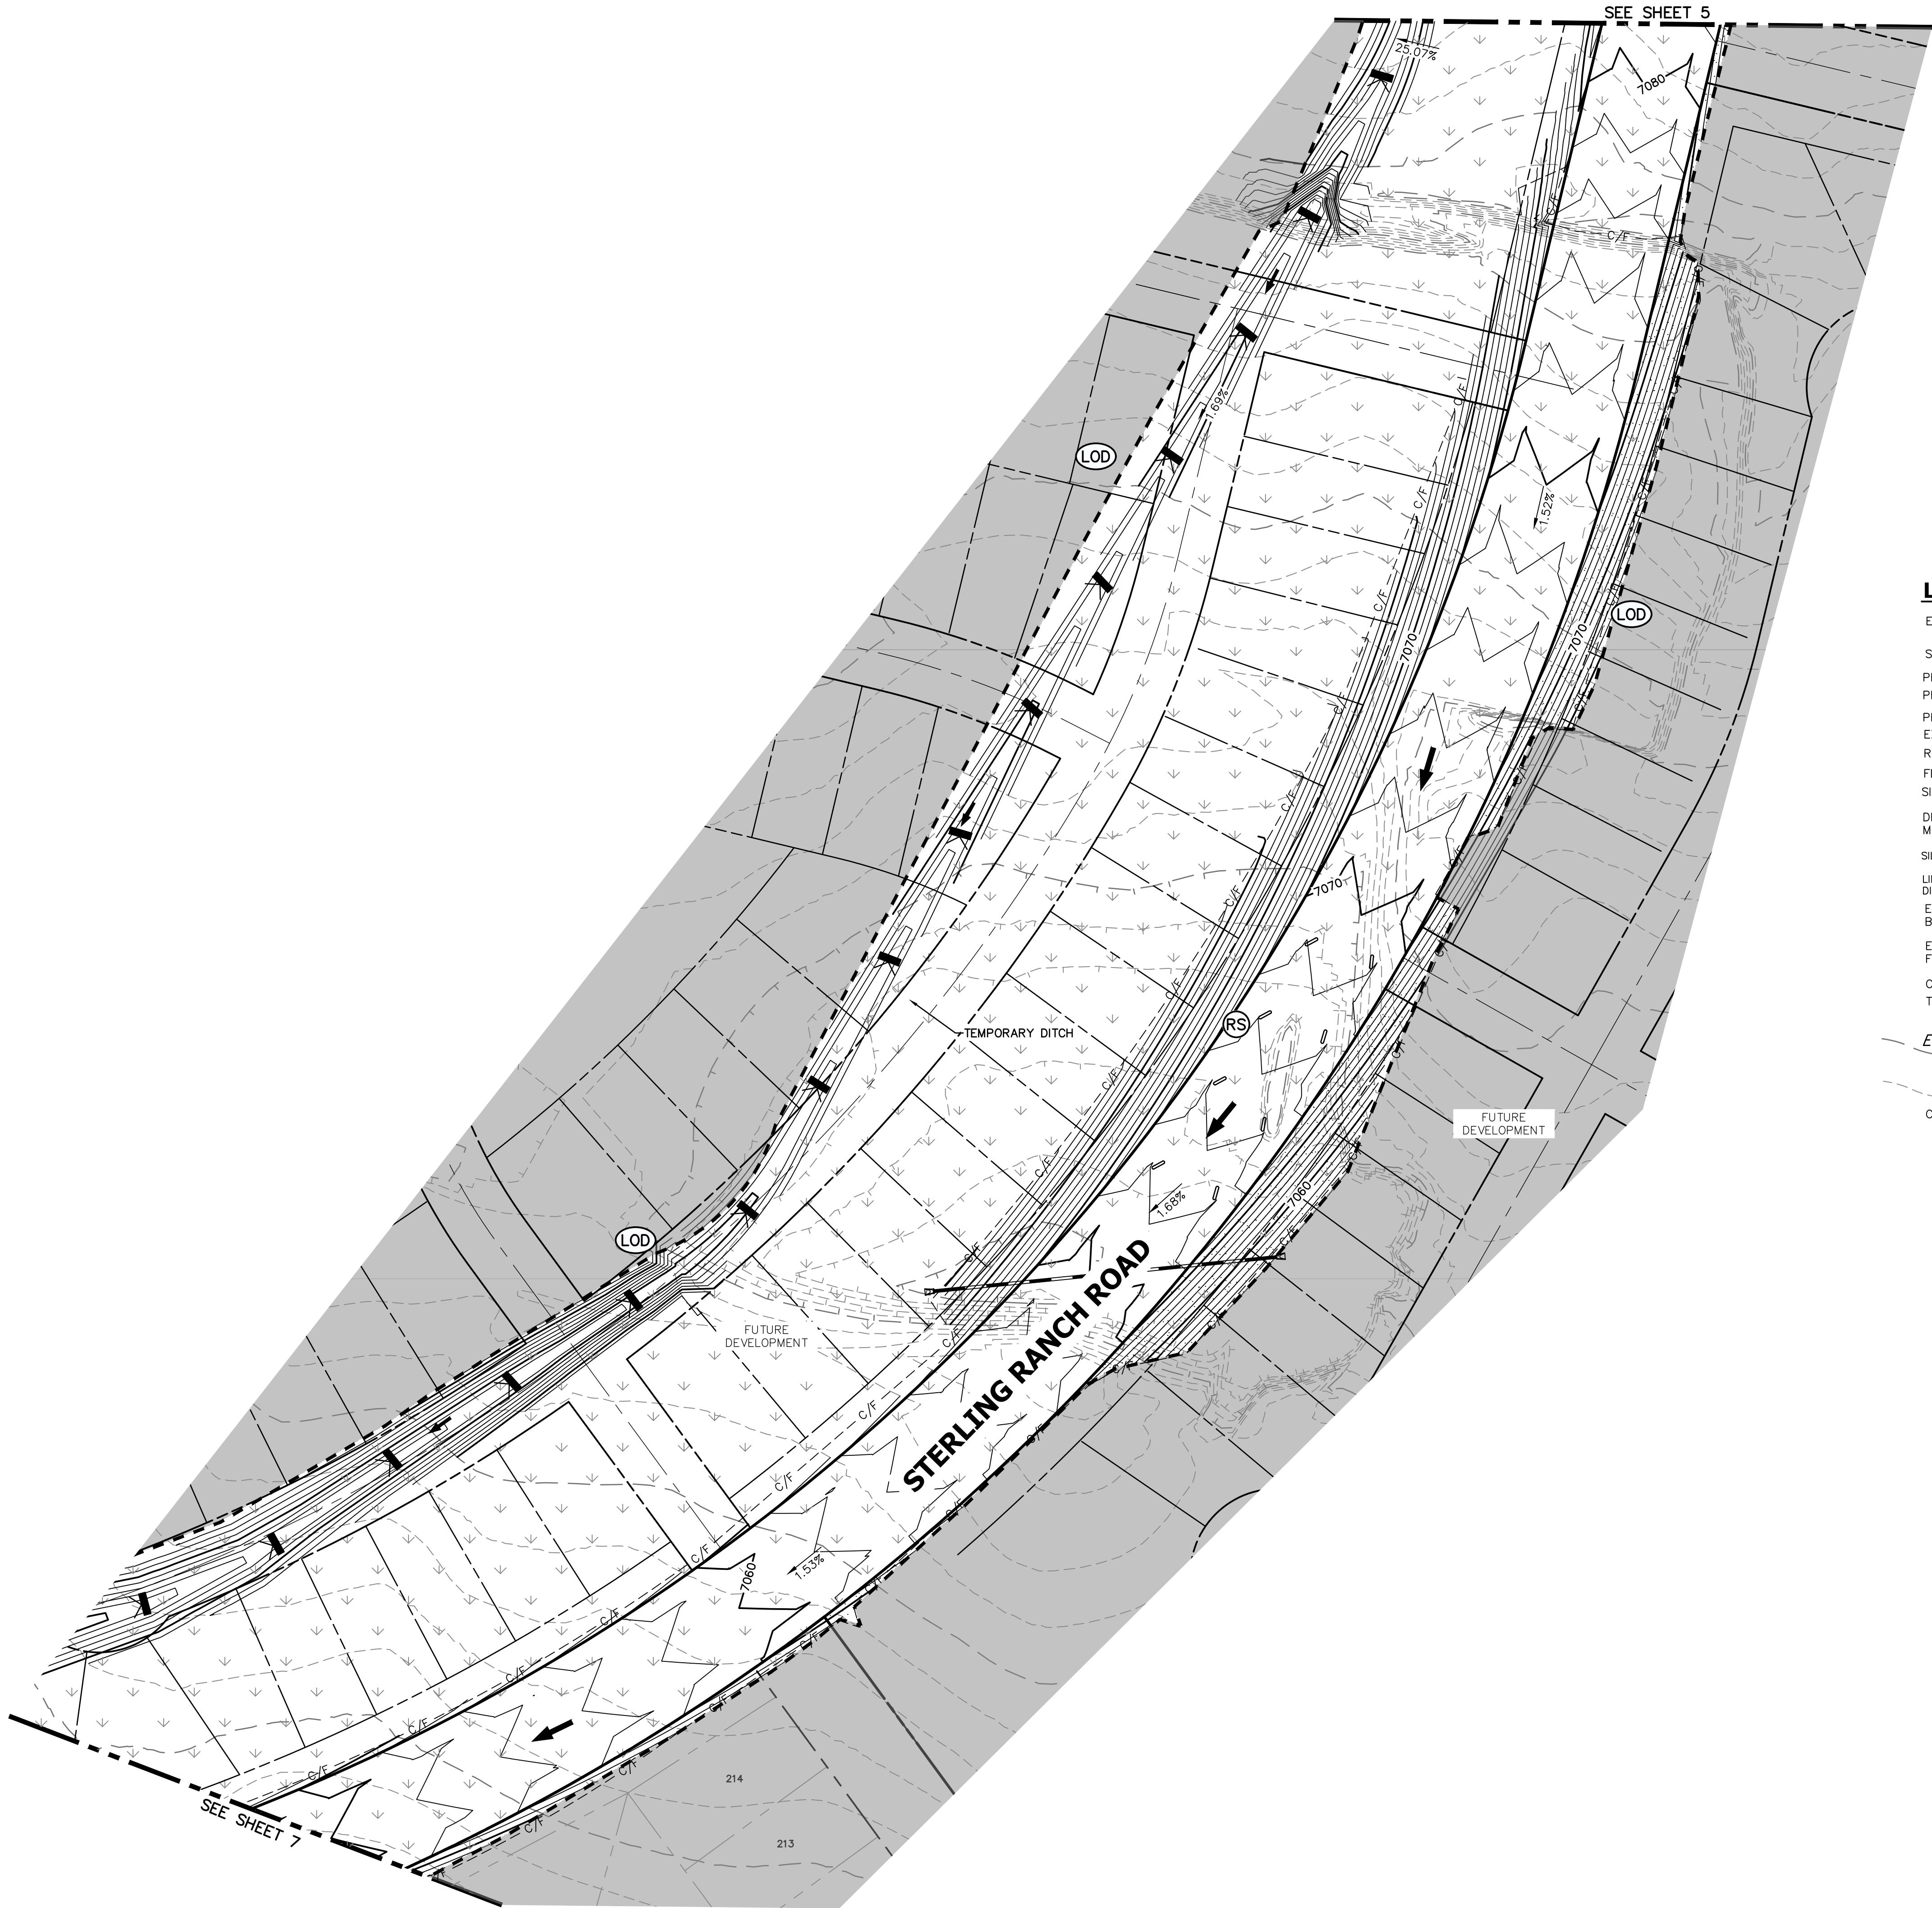 SEE SHEET 5
25.07%
7080
C/F
C/F
C/F
1.69%
C/F
C/F
LOD
C/F
C/F
1.52%
C/F
C/F
LOD
7070
7070
C/F
C/F
C/F
C/F
C/F
7070
C/F
C/F
C/F
RS
TEMPORARY DITCH
C/F
C/F
FUTURE
DEVELOPMENT
C/F
C/F
7060
1.68%
LOD
C/F
C/F
STERLING RANCH ROAD
FUTURE
DEVELOPMENT
C/F
C/F
C/F
C/F
C/F
C/F
C/F
C/F
1.53%
7060
C/F
C/F
C/F
C/F
C/F
C/F
C/F
C/F
214
SEE SHEET 7
C/F
213